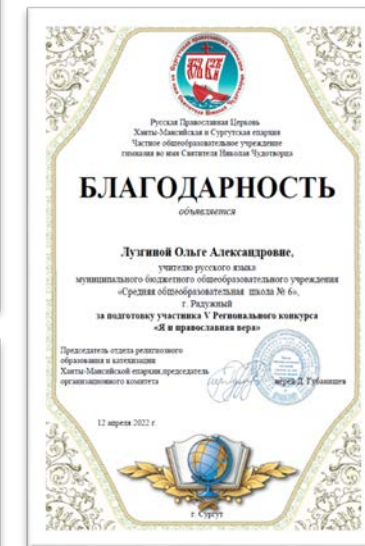 Русская Православная Церковь
Ханты-Мансийская и Сургутская епархия
Частное общеобразовательное учреждение
гимназия во имя Святителя Николая Чудотворца
БЛАГОДАРНОСТЬ
объявляется
Лузгиной Ольге Александровне,
учителю русского языка
муниципального бюджетного общеобразовательного учреждения
«Средняя общеобразовательная школа № 6»,
г. Радужный
за подготовку участника V Регионального конкурса
«Я и православная вера»
Председатель отдела религиозного
образования и катехизации
Ханты-Мансийской епархии, председатель
организационного комитета
иерей Д. Губанищев
12 апреля 2022 г.
г. Сургут